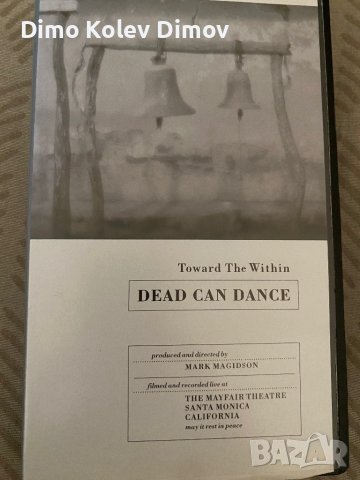 Dimo Kolev Dimov
Toward The Within
DEAD CAN DANCE
produced and directed by
MARK MAGIDSON
filmed and recorded live at
THE MAYFAIR THEATRE
SANTA MONICA
CALIFORNIA
may it rest in peace
BAZAR